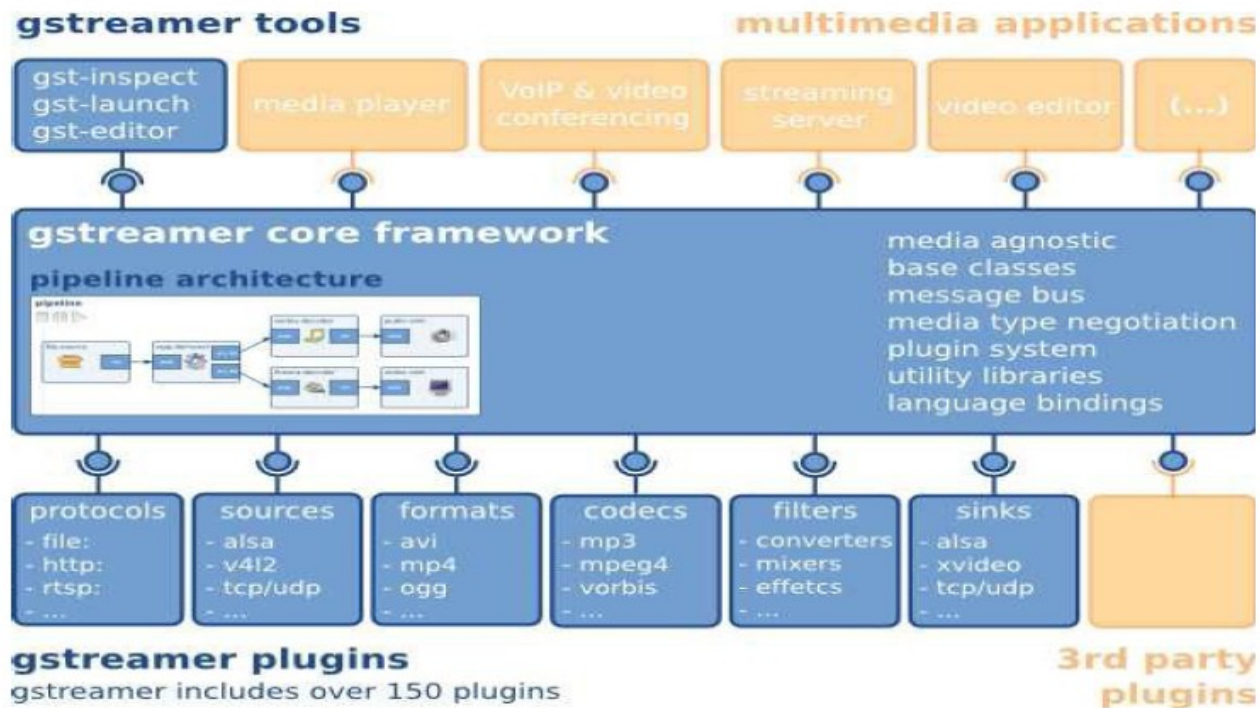 gstreamer tools
multimedia applications
gst-inspect
gst-launch
gst-editor
media player
VoIP & video
conferencing
streaming
server
video editor
(...)
gstreamer core framework
pipeline architecture
pipeline
media agnostic
base classes
message bus
media type negotiation
plugin system
utility libraries
language bindings
protocols
- file:
- http:
- rtsp:
- ...
sources
- alsa
- v4l2
- tcp/udp
- ...
formats
- avi
- mp4
- ogg
- ...
codecs
- mp3
- mpeg4
- vorbis
- ...
filters
- converters
- mixers
- effetcs
- ...
sinks
- alsa
- xvideo
- tcp/udp
- ...
gstreamer plugins
gstreamer includes over 150 plugins
3rd party
plugins